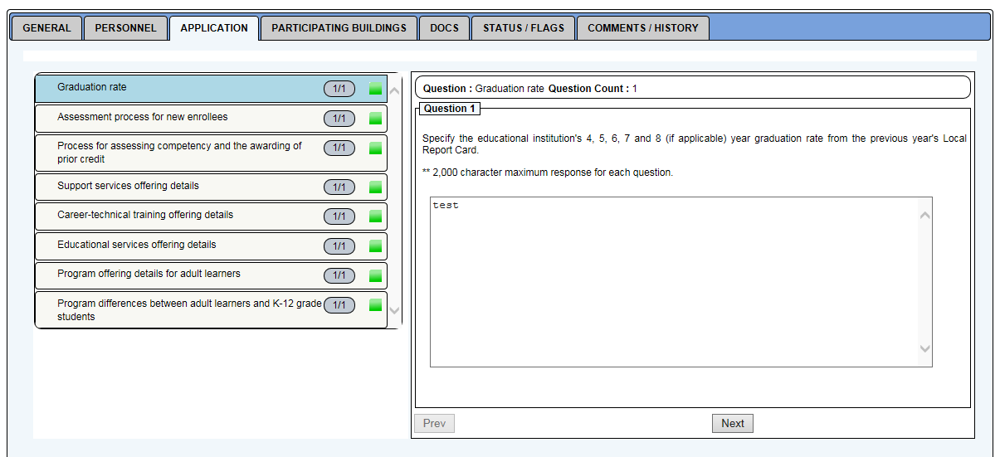 GENERAL PERSONNEL APPLICATION PARTICIPATING BUILDINGS DOCS STATUS / FLAGS COMMENTS / HISTORY
Graduation rate 1/1
Assessment process for new enrollees 1/1
Process for assessing competency and the awarding of 1/1
prior credit
Support services offering details 1/1
Career-technical training offering details 1/1
Educational services offering details 1/1
Program offering details for adult learners 1/1
Program differences between adult learners and K-12 grade 1/1
students
Question : Graduation rate Question Count : 1
Question 1
Specify the educational institution's 4, 5, 6, 7 and 8 (if applicable) year graduation rate from the previous year's Local
Report Card.
** 2,000 character maximum response for each question.
test
Prev Next